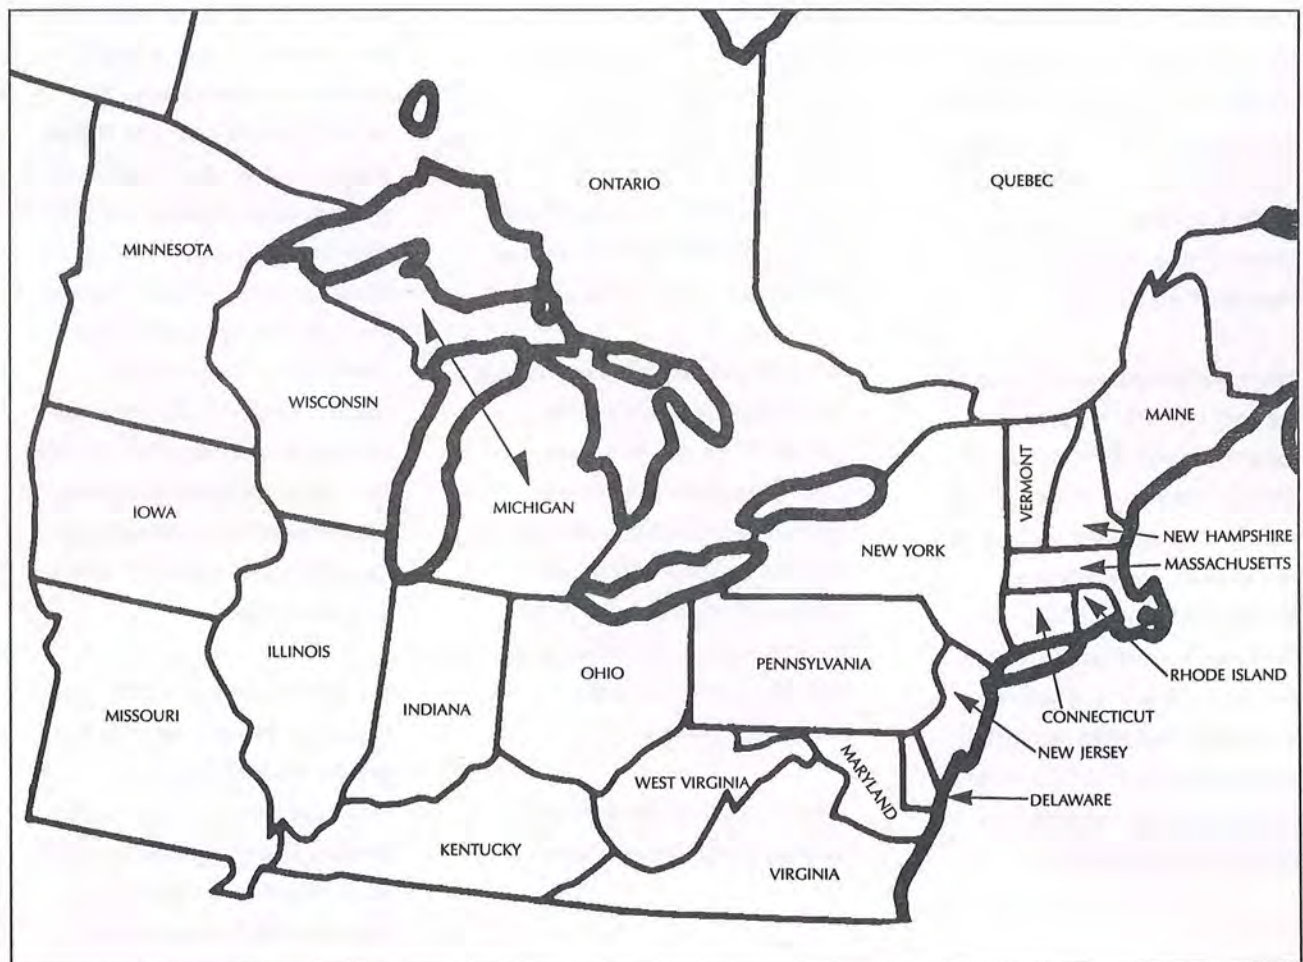 ONTARIO
QUEBEC
MINNESOTA
WISCONSIN
MAINE
VERMONT
IOWA
MICHIGAN
NEW YORK
NEW HAMPSHIRE
MASSACHUSETTS
ILLINOIS
OHIO
PENNSYLVANIA
RHODE ISLAND
MISSOURI
INDIANA
CONNECTICUT
NEW JERSEY
WEST VIRGINIA
MARYLAND
DELAWARE
KENTUCKY
VIRGINIA